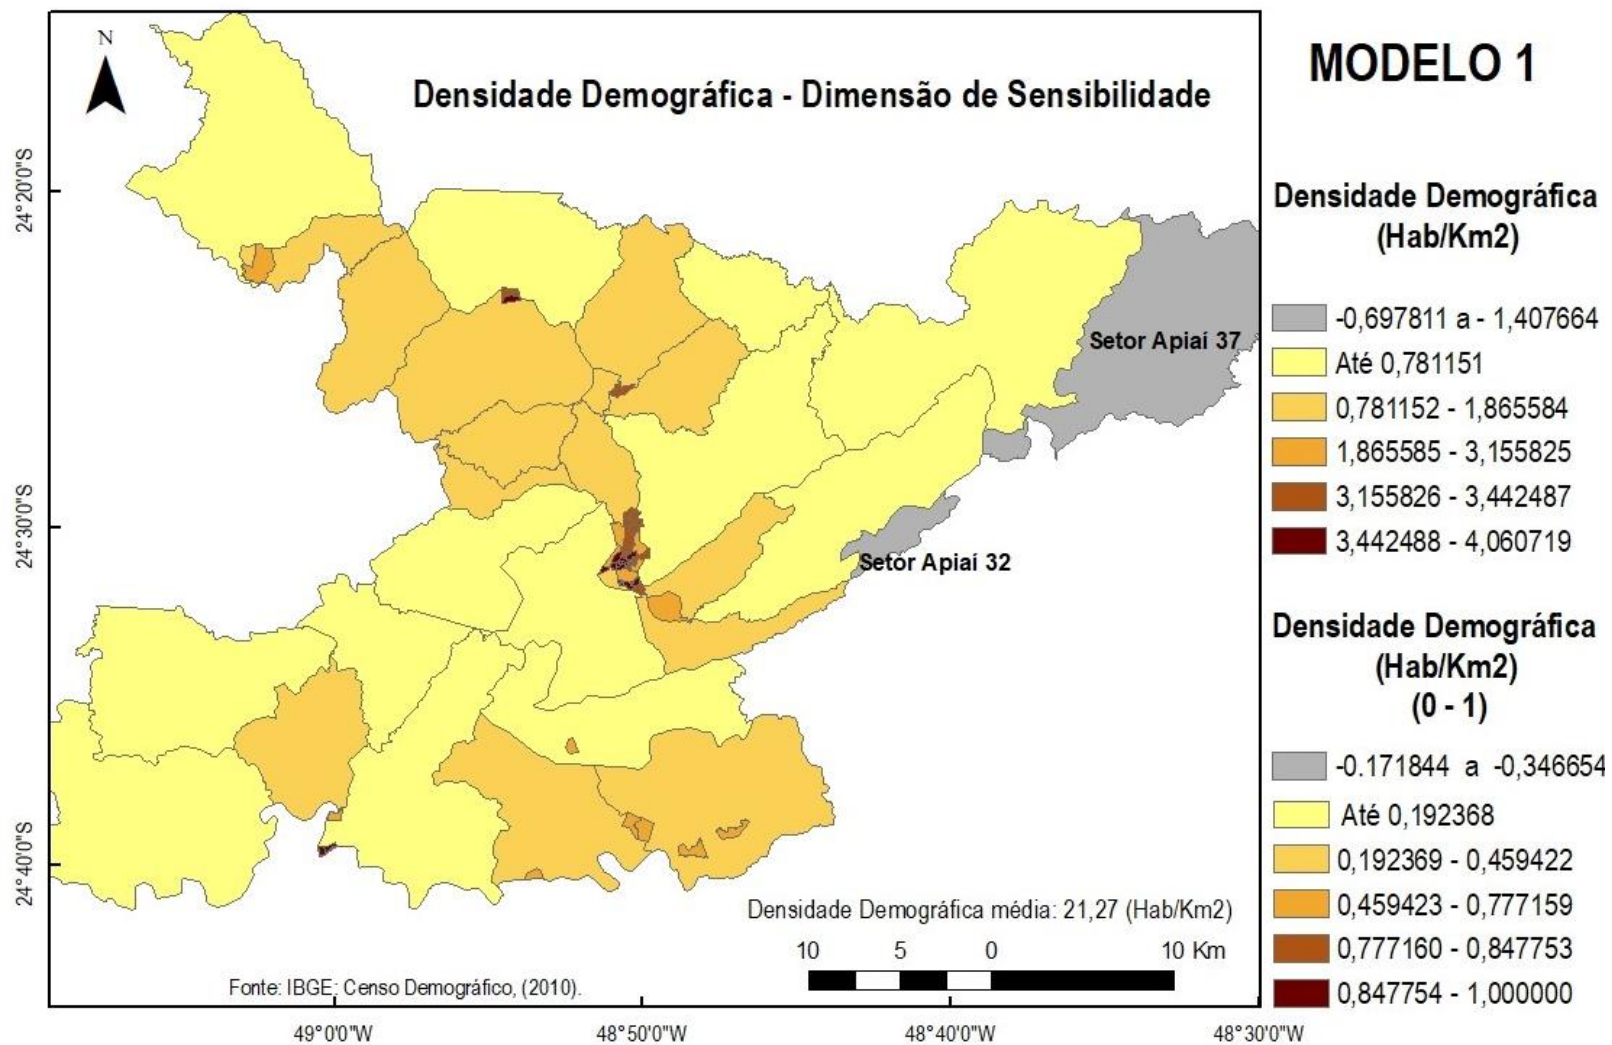 N
Densidade Demográfica - Dimensão de Sensibilidade
MODELO 1
24°20'0"S
24°30'0"S
24°40'0"S
Setor Apiaí 37
Setor Apiaí 32
Densidade Demográfica
(Hab/Km2)
-0,697811 a - 1,407664
Até 0,781151
0,781152 - 1,865584
1,865585 - 3,155825
3,155826 - 3,442487
3,442488 - 4,060719
Densidade Demográfica
(Hab/Km2)
(0 - 1)
-0.171844 a -0,346654
Até 0,192368
0,192369 - 0,459422
0,459423 - 0,777159
0,777160 - 0,847753
0,847754 - 1,000000
Densidade Demográfica média: 21,27 (Hab/Km2)
10 5 0 10 Km
Fonte: IBGE; Censo Demográfico, (2010).
49°0'0"W 48°50'0"W 48°40'0"W 48°30'0"W